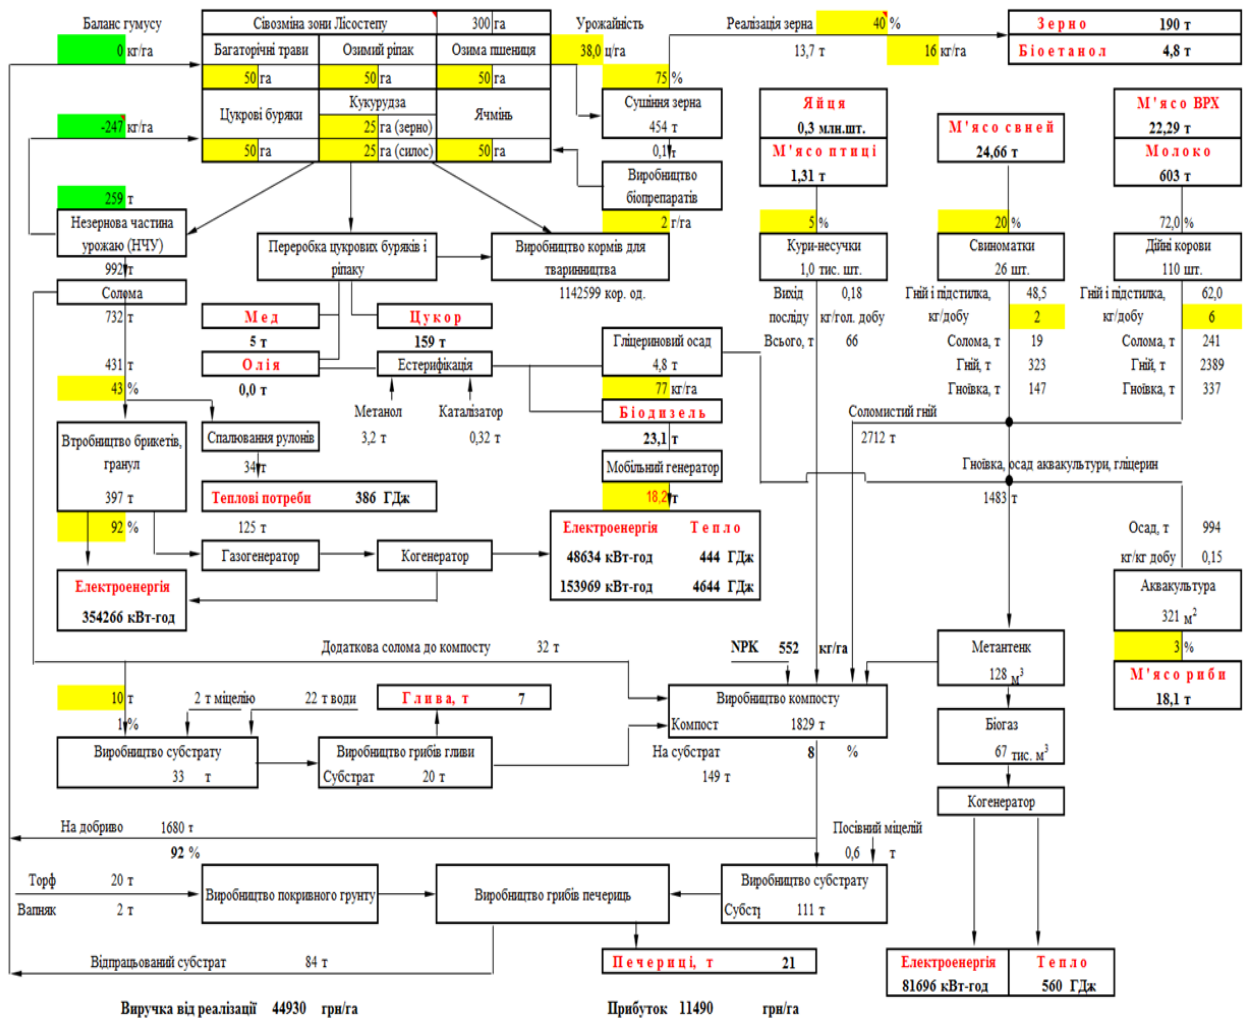 Баланс гумусу
0 кг/га
Сівозміна зони Лісостепу 300 га
Багаторічні трави Озимий ріпак Озима пшениця
50 га 50 га 50 га
Цукрові буряки Кукурудза Ячмінь
25 га (зерно)
50 га 25 га (силос) 50 га
Урожайність
38,0 ц/га
75 %
Сушіння зерна
454 т
0,1 т
Виробництво
біопрепаратів
2 г/га
Реалізація зерна 40 %
13,7 т 16 кг/га
Зерно 190 т
Біоетанол 4,8 т
-247 кг/га
259 т
Незернова частина
урожаю (НЧУ)
992 т
Солома
732 т
431 т
43 %
Переробка цукрових буряків і
ріпаку
Виробництво кормів для
тваринництва
1142599 кор. од.
Яйця
0,3 млн.шт.
М'ясо птиці
1,31 т
5 %
Кури-несучки
1,0 тис. шт.
Вихід 0,18
посліду кг/гол. добу
Всього, т 66
М'ясо свней
24,66 т
20 %
Свиноматки
26 шт.
Гній і підстилка, 48,5
кг/добу 2
Солома, т 19
Гній, т 323
Гноївка, т 147
М'ясо ВРХ
22,29 т
Молоко
603 т
72,0 %
Дійні корови
110 шт.
Гній і підстилка, 62,0
кг/добу 6
Солома, т 241
Гній, т 2389
Гноївка, т 337
Мед
5 т
Цукор
159 т
Олія
0,0 т
Естерифікація
Метанол Каталізатор
3,2 т 0,32 т
Гліцериновий осад
4,8 т
77 кг/га
Біодизель
23,1 т
Мобільний генератор
18,2 т
Соломистий гній
2712 т
Гноївка, осад аквакультури, гліцерин
1483 т
Втробництво брикетів,
гранул
397 т
92 %
Спалювання рулонів
34 т
Теплові потреби 386 ГДж
125 т
Газогенератор
Когенератор
Електроенергія Тепло
48634 кВт-год 444 ГДж
153969 кВт-год 4644 ГДж
Електроенергія
354266 кВт-год
Осад, т 994
кг/кг добу 0,15
Аквакультура
321 м²
3 %
М'ясо риби
18,1 т
Додаткова солома до компосту 32 т
NPK 552 кг/га
Метантенк
128 м³
Біогаз
67 тис. м³
Когенератор
10 т
1 %
2 т міцелію 22 т води
Глива, т 7
Виробництво субстрату
33 т
Виробництво грибів гливи
Субстрат 20 т
Виробництво компосту
Компост 1829 т
На субстрат 8 %
149 т
На добриво 1680 т
92 %
Посівний міцелій
0,6 т
Торф 20 т
Вапняк 2 т
Виробництво покривного грунту
Виробництво грибів печериць
Виробництво субстрату
Субст 111 т
Відпрацьований субстрат 84 т
Печериці, т 21
Електроенергія Тепло
81696 кВт-год 560 ГДж
Виручка від реалізації 44930 грн/га
Прибуток 11490 грн/га